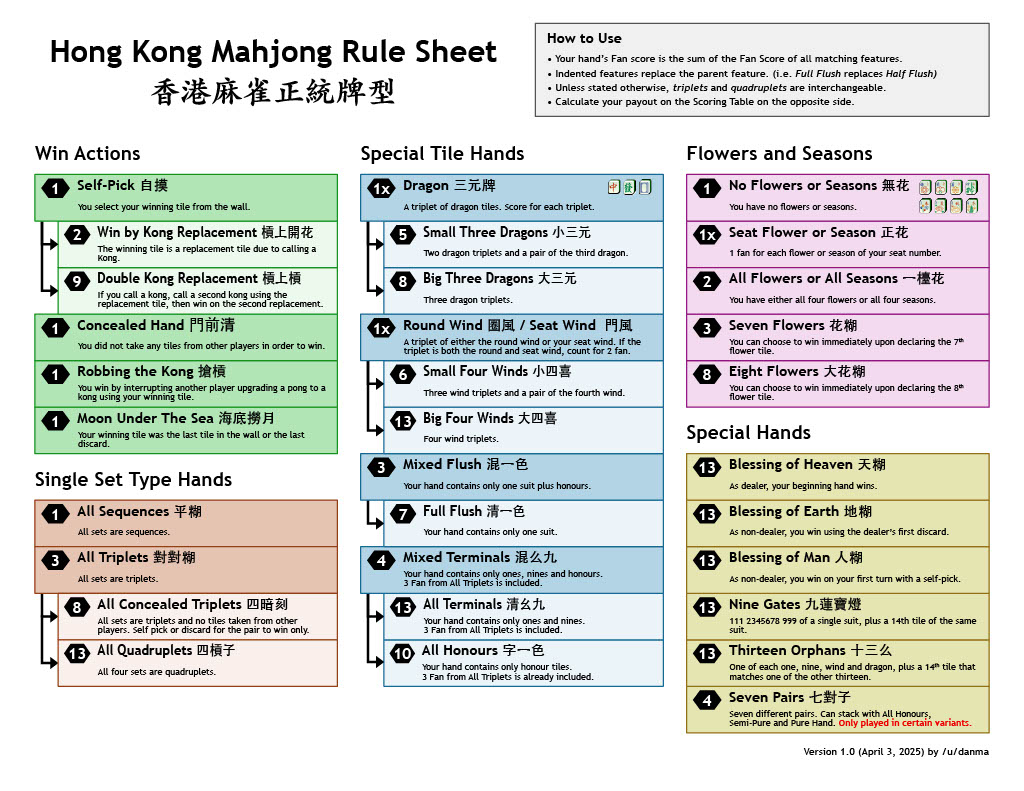 Hong Kong Mahjong Rule Sheet
香港麻雀正統牌型
How to Use
• Your hand's Fan score is the sum of the Fan Score of all matching features.
• Indented features replace the parent feature. (i.e. Full Flush replaces Half Flush)
• Unless stated otherwise, triplets and quadruplets are interchangeable.
• Calculate your payout on the Scoring Table on the opposite side.
Win Actions
1 Self-Pick 自摸
You select your winning tile from the wall.
2 Win by Kong Replacement 槓上開花
The winning tile is a replacement tile due to calling a
Kong.
9 Double Kong Replacement 槓上槓
If you call a kong, call a second kong using the
replacement tile, then win on the second replacement.
1 Concealed Hand 門前清
You did not take any tiles from other players in order to win.
1 Robbing the Kong 搶槓
You win by interrupting another player upgrading a pong to a
kong using your winning tile.
1 Moon Under The Sea 海底撈月
Your winning tile was the last tile in the wall or the last
discard.
Single Set Type Hands
1 All Sequences 平糊
All sets are sequences.
3 All Triplets 對對糊
All sets are triplets.
8 All Concealed Triplets 四暗刻
All sets are triplets and no tiles taken from other
players. Self pick or discard for the pair to win only.
13 All Quadruplets 四槓子
All four sets are quadruplets.
Special Tile Hands
1x Dragon 三元牌
中 發
A triplet of dragon tiles. Score for each triplet.
5 Small Three Dragons 小三元
Two dragon triplets and a pair of the third dragon.
8 Big Three Dragons 大三元
Three dragon triplets.
1x Round Wind 圈風 / Seat Wind 門風
A triplet of either the round wind or your seat wind. If the
triplet is both the round and seat wind, count for 2 fan.
6 Small Four Winds 小四喜
Three wind triplets and a pair of the fourth wind.
13 Big Four Winds 大四喜
Four wind triplets.
3 Mixed Flush 混一色
Your hand contains only one suit plus honours.
7 Full Flush 清一色
Your hand contains only one suit.
4 Mixed Terminals 混么九
Your hand contains only ones, nines and honours.
3 Fan from All Triplets is included.
13 All Terminals 清幺九
Your hand contains only ones and nines.
3 Fan from All Triplets is included.
10 All Honours 字一色
Your hand contains only honour tiles.
3 Fan from All Triplets is already included.
Flowers and Seasons
1 No Flowers or Seasons 無花
You have no flowers or seasons.
1x Seat Flower or Season 正花
1 fan for each flower or season of your seat number.
2 All Flowers or All Seasons 一檯花
You have either all four flowers or all four seasons.
3 Seven Flowers 花糊
You can choose to win immediately upon declaring the 7th
flower tile.
8 Eight Flowers 大花糊
You can choose to win immediately upon declaring the 8th
flower tile.
Special Hands
13 Blessing of Heaven 天糊
As dealer, your beginning hand wins.
13 Blessing of Earth 地糊
As non-dealer, you win using the dealer's first discard.
13 Blessing of Man 人糊
As non-dealer, you win on your first turn with a self-pick.
13 Nine Gates 九蓮寶燈
111 2345678 999 of a single suit, plus a 14th tile of the same
suit.
13 Thirteen Orphans 十三么
One of each one, nine, wind and dragon, plus a 14th tile that
matches one of the other thirteen.
4 Seven Pairs 七對子
Seven different pairs. Can stack with All Honours,
Semi-Pure and Pure Hand. Only played in certain variants.
Version 1.0 (April 3, 2025) by /u/danma